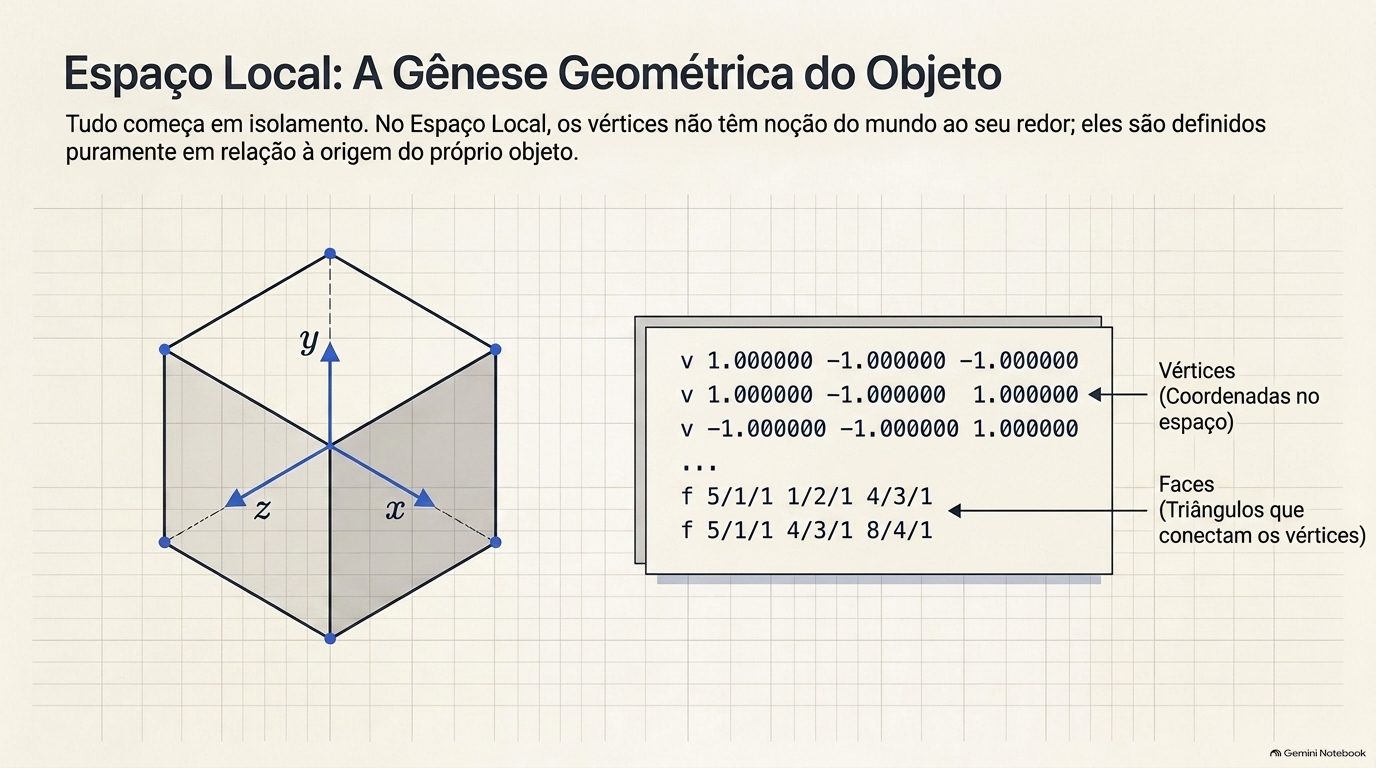 Espaço Local: A Gênese Geométrica do Objeto
Tudo começa em isolamento. No Espaço Local, os vértices não têm noção do mundo ao seu redor; eles são definidos
puramente em relação à origem do próprio objeto.
y
z
x
v 1.000000 −1.000000 −1.000000
v 1.000000 −1.000000 1.000000
v −1.000000 −1.000000 1.000000
...
f 5/1/1 1/2/1 4/3/1
f 5/1/1 4/3/1 8/4/1
Vértices
(Coordenadas no
espaço)
Faces
(Triângulos que
conectam os vértices)
Gemini Notebook